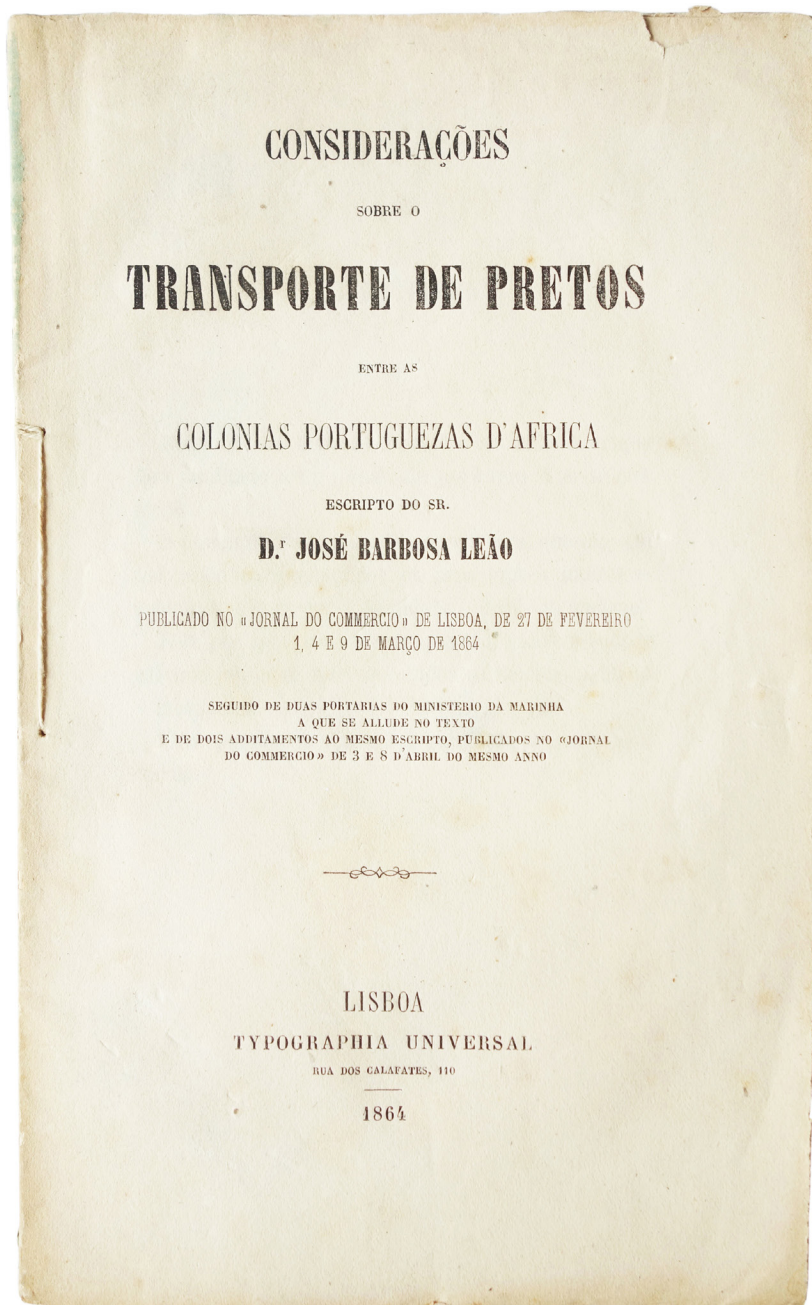 CONSIDERAÇÕES
SOBRE O
TRANSPORTE DE PRETOS
ENTRE AS
COLONIAS PORTUGUEZAS D'AFRICA
ESCRIPTO DO SR.
D.r JOSÉ BARBOSA LEÃO
PUBLICADO NO «JORNAL DO COMMERCIO» DE LISBOA, DE 27 DE FEVEREIRO
1, 4 E 9 DE MARÇO DE 1864
SEGUIDO DE DUAS PORTARIAS DO MINISTERIO DA MARINHA
A QUE SE ALLUDE NO TEXTO
E DE DOIS ADDITAMENTOS AO MESMO ESCRIPTO, PUBLICADOS NO «JORNAL
DO COMMERCIO» DE 3 E 8 D'ABRIL DO MESMO ANNO
LISBOA
TYPOGRAPHIA UNIVERSAL
RUA DOS CALAFATES, 110
1864